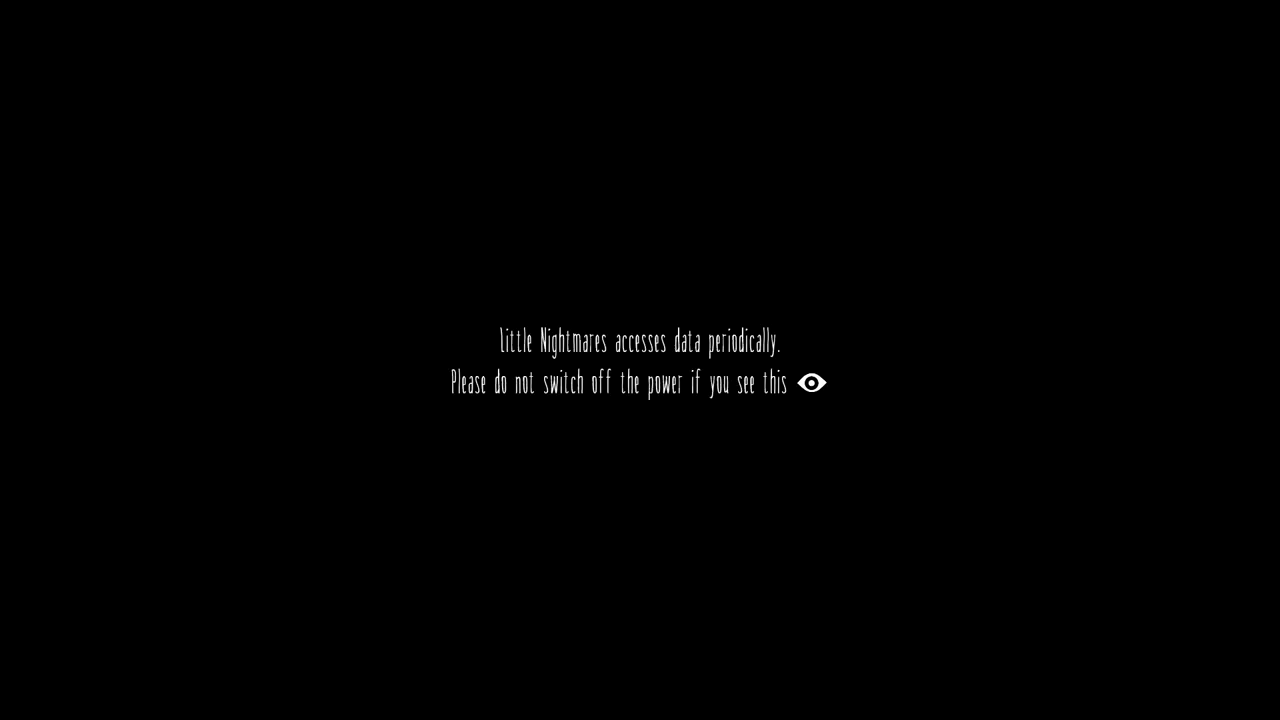 Little Nightmares accesses data periodically.
Please do not switch off the power if you see this